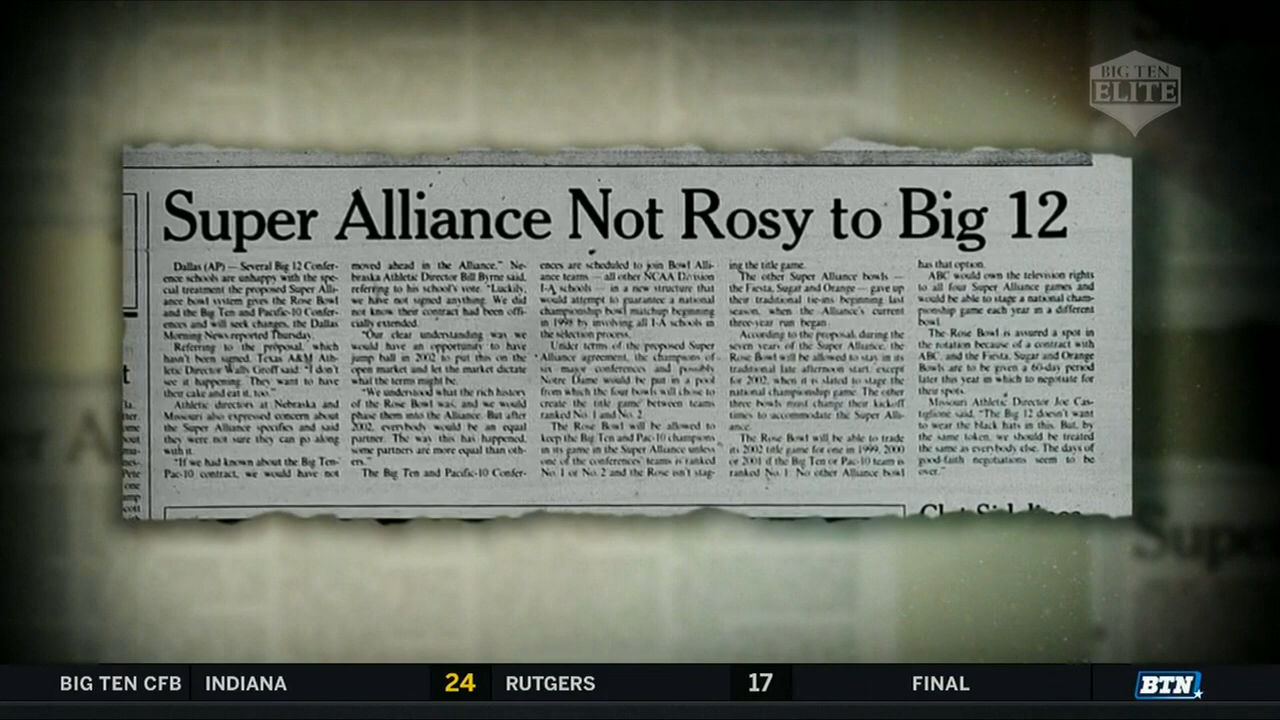 BIG TEN
ELITE
Super Alliance Not Rosy to Big 12
Dallas (AP) — Several Big 12 Confer-
ence schools are unhappy with the spe-
cial treatment the proposed Super Alli-
ance bowl system gives the Rose Bowl
and the Big Ten and Pacific-10 Confer-
ences and will seek changes, the Dallas
Morning News reported Thursday.
Referring to the proposal, which
hasn't been signed, Texas A&M Ath-
letic Director Wally Groff said: "I don't
see it happening. They want to have
their cake and eat it, too."
Athletic directors at Nebraska and
Missouri also expressed concern about
the Super Alliance specifics and said
they were not sure they can go along
with it.
"If we had known about the Big Ten-
Pac-10 contract, we would have not
moved ahead in the Alliance," Ne-
braska Athletic Director Bill Byrne said,
referring to his school's vote. "Luckily,
we have not signed anything. We did
not know their contract had been offi-
cially extended.
"Our clear understanding was we
would have an opportunity to have
jump ball in 2002 to put this on the
open market and let the market dictate
what the terms might be.
"We understood what the rich history
of the Rose Bowl was, and we would
phase them into the Alliance. But after
2002, everybody would be an equal
partner. The way this has happened,
some partners are more equal than oth-
ers."
The Big Ten and Pacific-10 Confer-
ences are scheduled to join Bowl Alli-
ance teams — all other NCAA Division
I-A schools — in a new structure that
would attempt to guarantee a national
championship bowl matchup beginning
in 1998 by involving all I-A schools in
the selection process.
Under terms of the proposed Super
Alliance agreement, the champions of
six major conferences and possibly
Notre Dame would be put in a pool
from which the four bowls will chose to
create the title game between teams
ranked No. 1 and No. 2.
The Rose Bowl will be allowed to
keep the Big Ten and Pac-10 champions
in its game in the Super Alliance unless
one of the conferences' teams is ranked
No. 1 or No. 2 and the Rose isn't stag-
ing the title game.
The other Super Alliance bowls —
the Fiesta, Sugar and Orange — gave up
their traditional tie-ins beginning last
season, when the Alliance's current
three-year run began.
According to the proposal, during the
seven years of the Super Alliance, the
Rose Bowl will be allowed to stay in its
traditional late afternoon start, except
for 2002, when it is slated to stage the
national championship game. The other
three bowls must change their kickoff
times to accommodate the Super Alli-
ance.
The Rose Bowl will be able to trade
its 2002 title game for one in 1999, 2000
or 2001 if the Big Ten or Pac-10 team is
ranked No. 1. No other Alliance bowl
has that option.
ABC would own the television rights
to all four Super Alliance games and
would be able to stage a national cham-
pionship game each year in a different
bowl.
The Rose Bowl is assured a spot in
the rotation because of a contract with
ABC, and the Fiesta, Sugar and Orange
Bowls are to be given a 60-day period
later this year in which to negotiate for
their spots.
Missouri Athletic Director Joe Cas-
tiglione said, "The Big 12 doesn't want
to wear the black hats in this. But, by
the same token, we should be treated
the same as everybody else. The days of
good-faith negotiations seem to be
over."
BIG TEN CFB INDIANA 24 RUTGERS 17 FINAL BTN